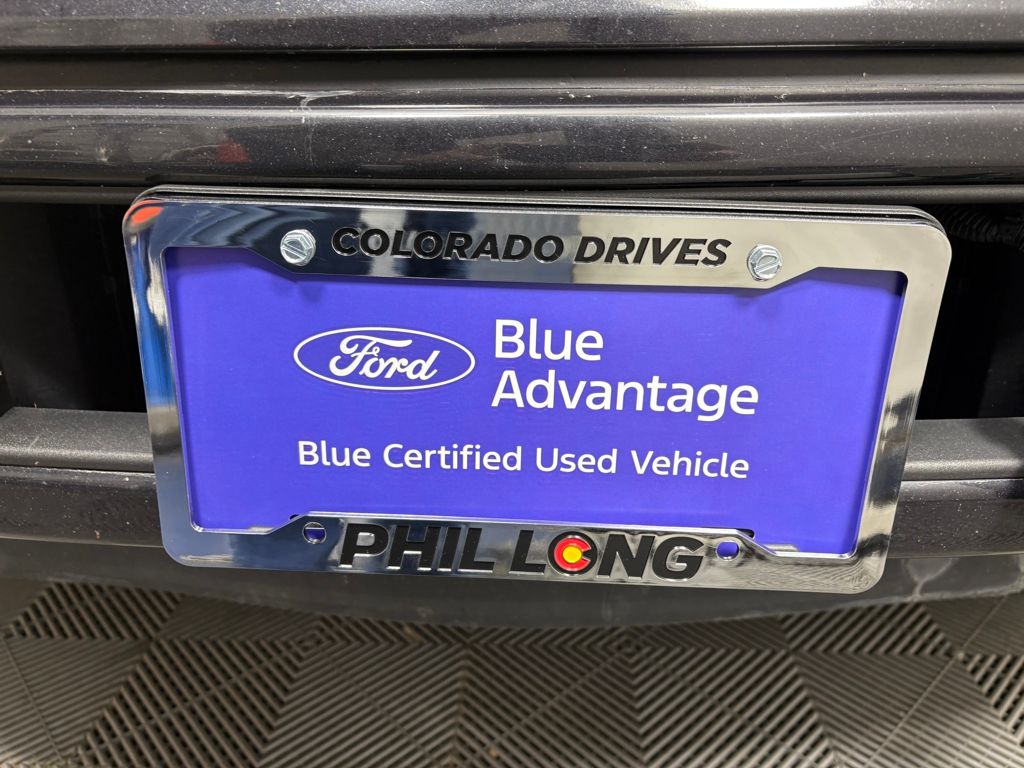 COLORADO DRIVES
Ford
Blue
Advantage
Blue Certified Used Vehicle
PHIL LONG